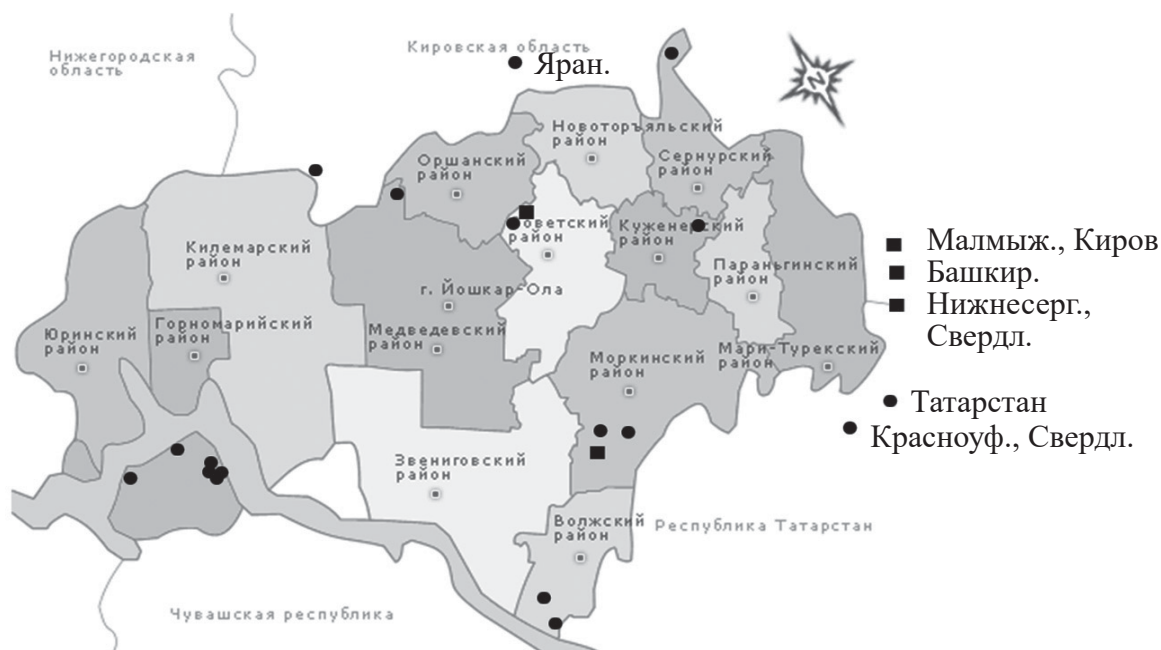 Нижегородская
область
Кировская область
Яран.
N
Новоторъяльский
район
Оршанский
район
Сернурский
район
Советский
район
Куженерский
район
Килемарский
район
Параньгинский
район
г. Йошкар-Ола
Юринский
район
Горномарийский
район
Медведевский
район
Моркинский
район
Мари-Турекский
район
Звениговский
район
Волжский
район
Республика Татарстан
Чувашская республика
Малмыж., Киров
Башкир.
Нижнесерг.,
Свердл.
Татарстан
Красноуф., Свердл.